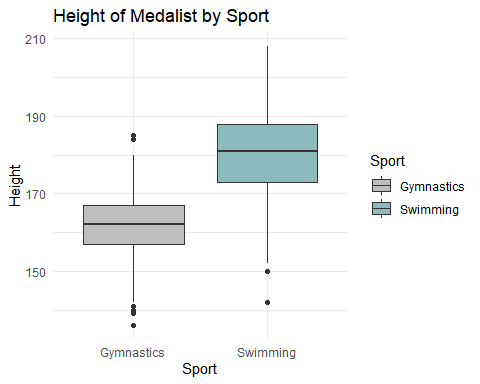 Height of Medalist by Sport
210
190
170
150
Height
Gymnastics
Swimming
Sport
Sport
Gymnastics
Swimming